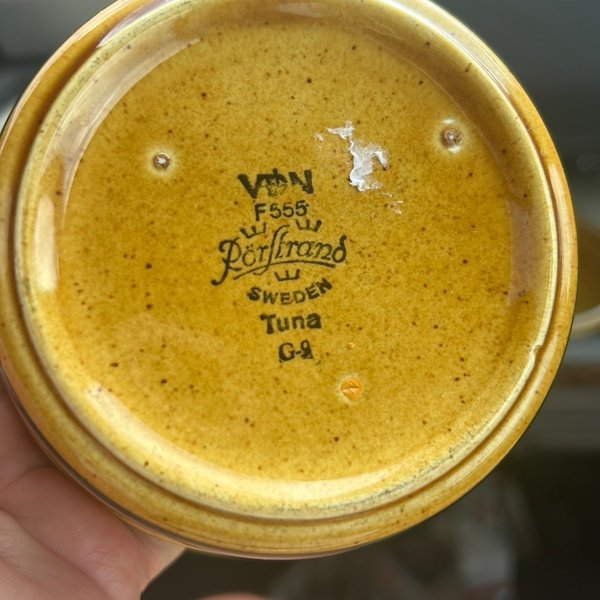 VDN
F555
Rörstrand
SWEDEN
Tuna
G-9